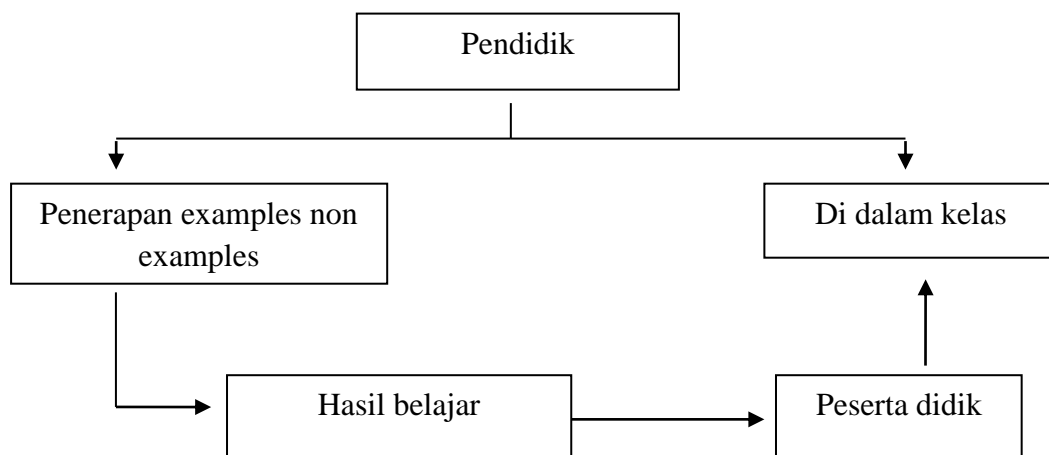 Pendidik
Penerapan examples non
examples
Di dalam kelas
Hasil belajar
Peserta didik